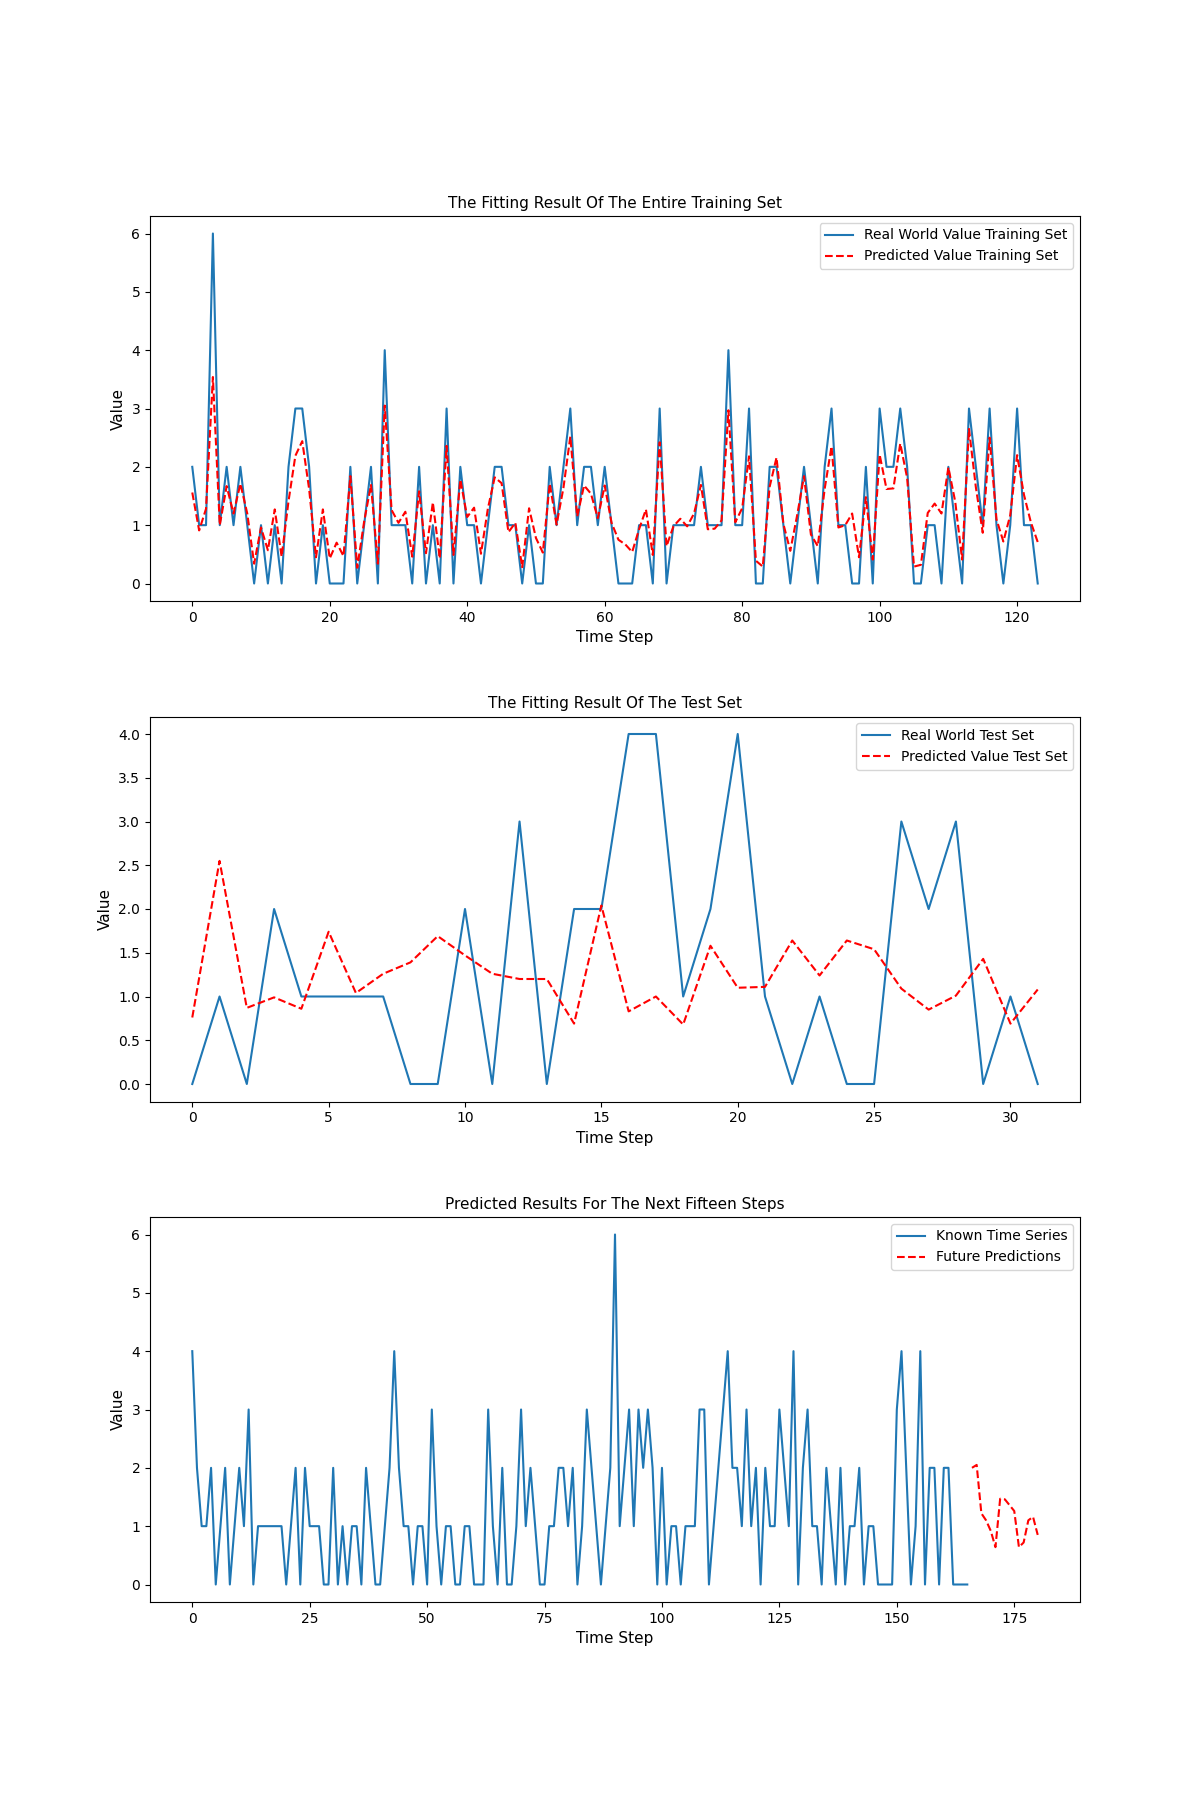 The Fitting Result Of The Entire Training Set
Real World Value Training Set
Predicted Value Training Set
Value
6
5
4
3
2
1
0
0 20 40 60 80 100 120
Time Step
The Fitting Result Of The Test Set
Real World Test Set
Predicted Value Test Set
Value
4.0
3.5
3.0
2.5
2.0
1.5
1.0
0.5
0.0
0 5 10 15 20 25 30
Time Step
Predicted Results For The Next Fifteen Steps
Known Time Series
Future Predictions
Value
6
5
4
3
2
1
0
0 25 50 75 100 125 150 175
Time Step